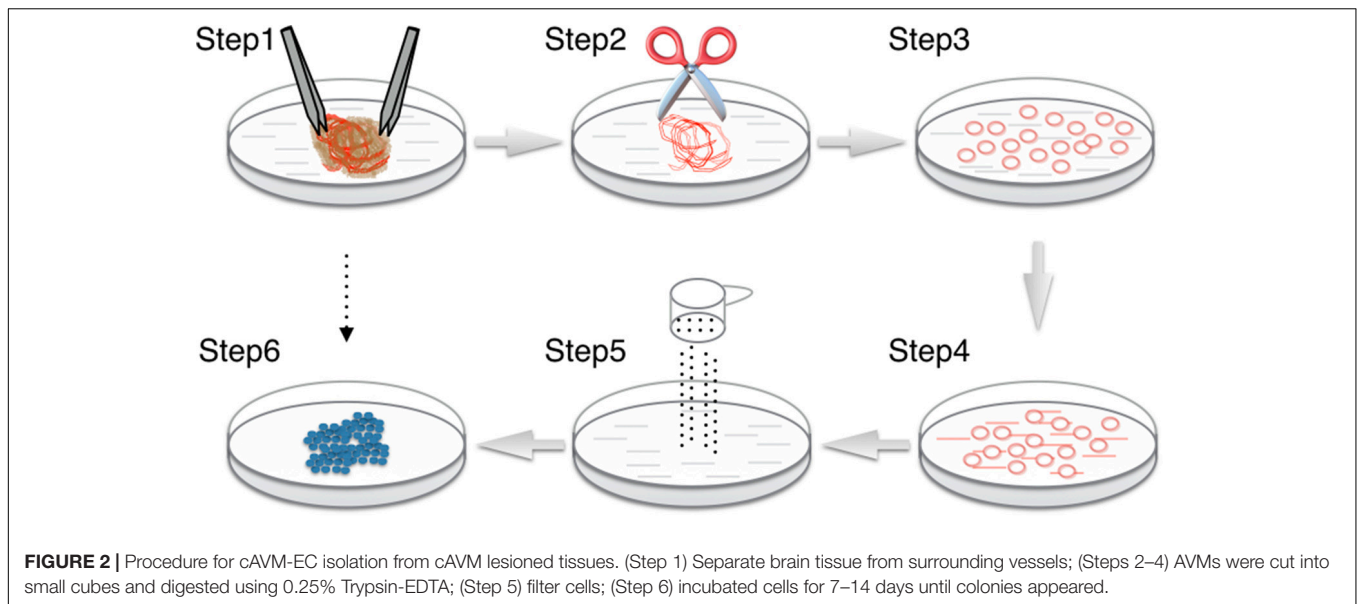 Step1
Step2
Step3
Step6
Step5
Step4
FIGURE 2 | Procedure for cAVM-EC isolation from cAVM lesioned tissues. (Step 1) Separate brain tissue from surrounding vessels; (Steps 2–4) AVMs were cut into
small cubes and digested using 0.25% Trypsin-EDTA; (Step 5) filter cells; (Step 6) incubated cells for 7–14 days until colonies appeared.